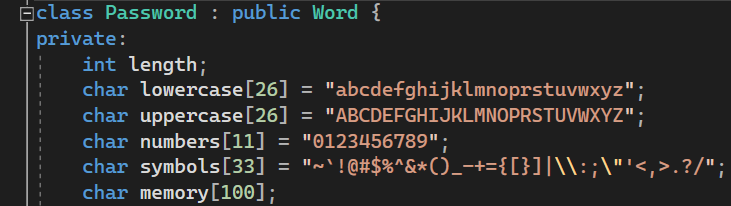 class Password : public Word {
private:
int length;
char lowercase[26] = "abcdefghijklmnoprstuvwxyz";
char uppercase[26] = "ABCDEFGHIJKLMNOPRSTUVWXYZ";
char numbers[11] = "0123456789";
char symbols[33] = "~`!@#$%^&*()_-+={[}]|\\:;\"'<,>.?/";
char memory[100];